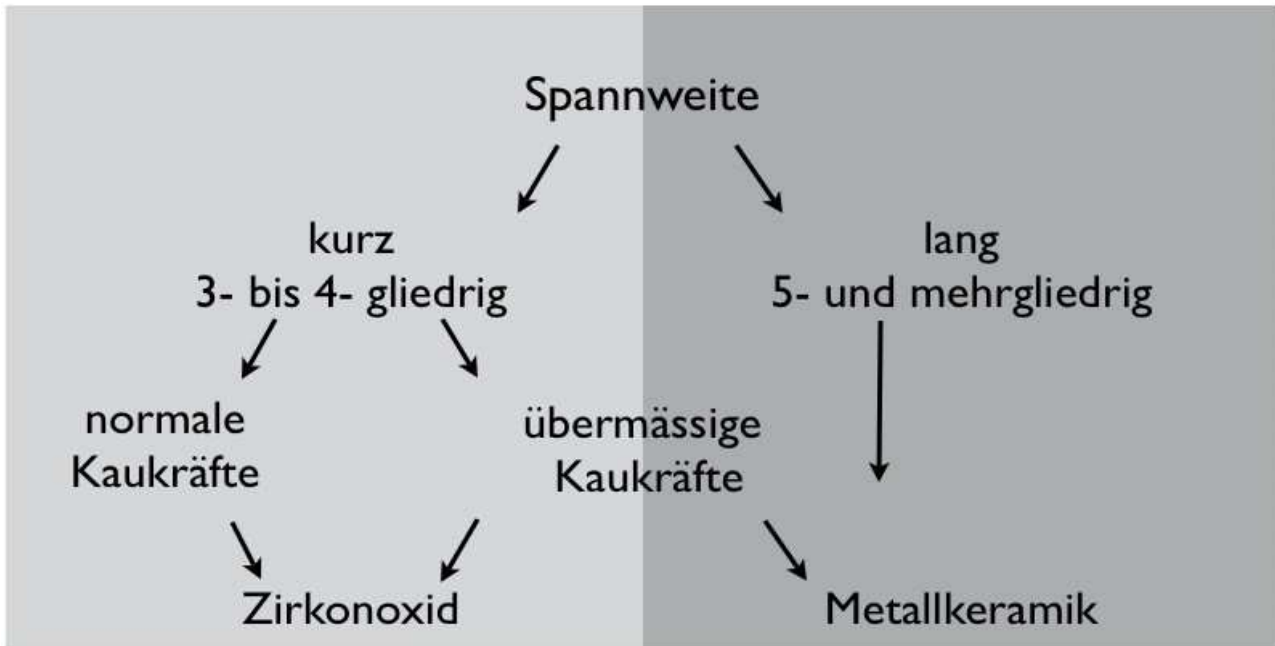 Spannweite
kurz
3- bis 4- gliedrig
lang
5- und mehrgliedrig
normale
Kaukräfte
übermässige
Kaukräfte
Zirkonoxid
Metallkeramik